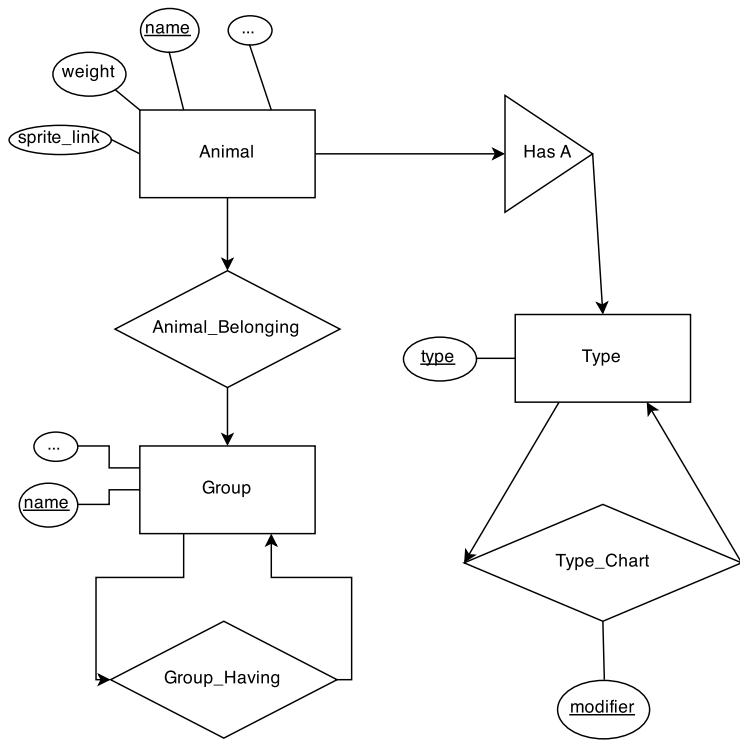 name
...
weight
sprite_link
Animal
Has A
Animal_Belonging
type
Type
...
name
Group
Type_Chart
Group_Having
modifier